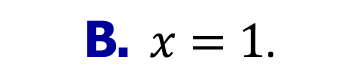 B. x = 1.